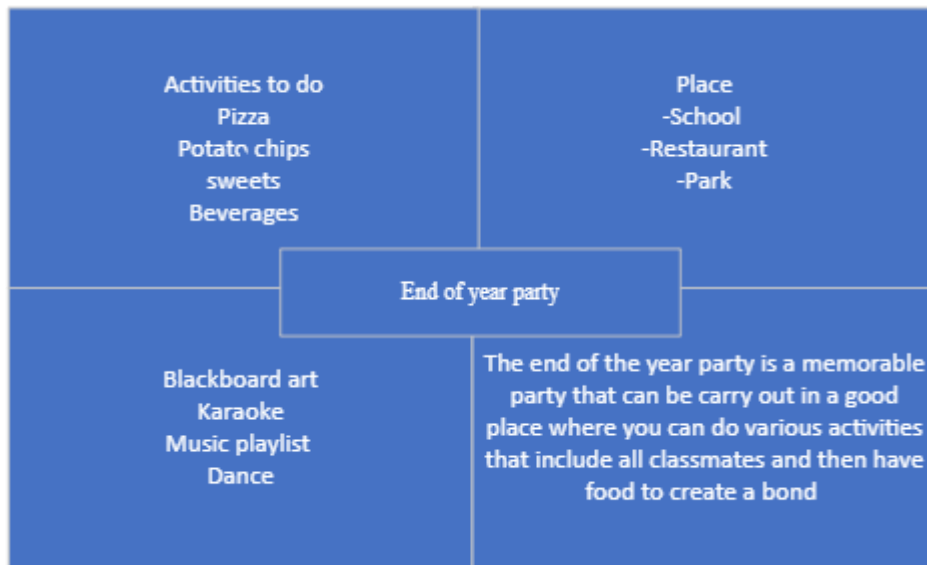 Activities to do
Pizza
Potato chips
sweets
Beverages
Place
-School
-Restaurant
-Park
End of year party
Blackboard art
Karaoke
Music playlist
Dance
The end of the year party is a memorable
party that can be carry out in a good
place where you can do various activities
that include all classmates and then have
food to create a bond